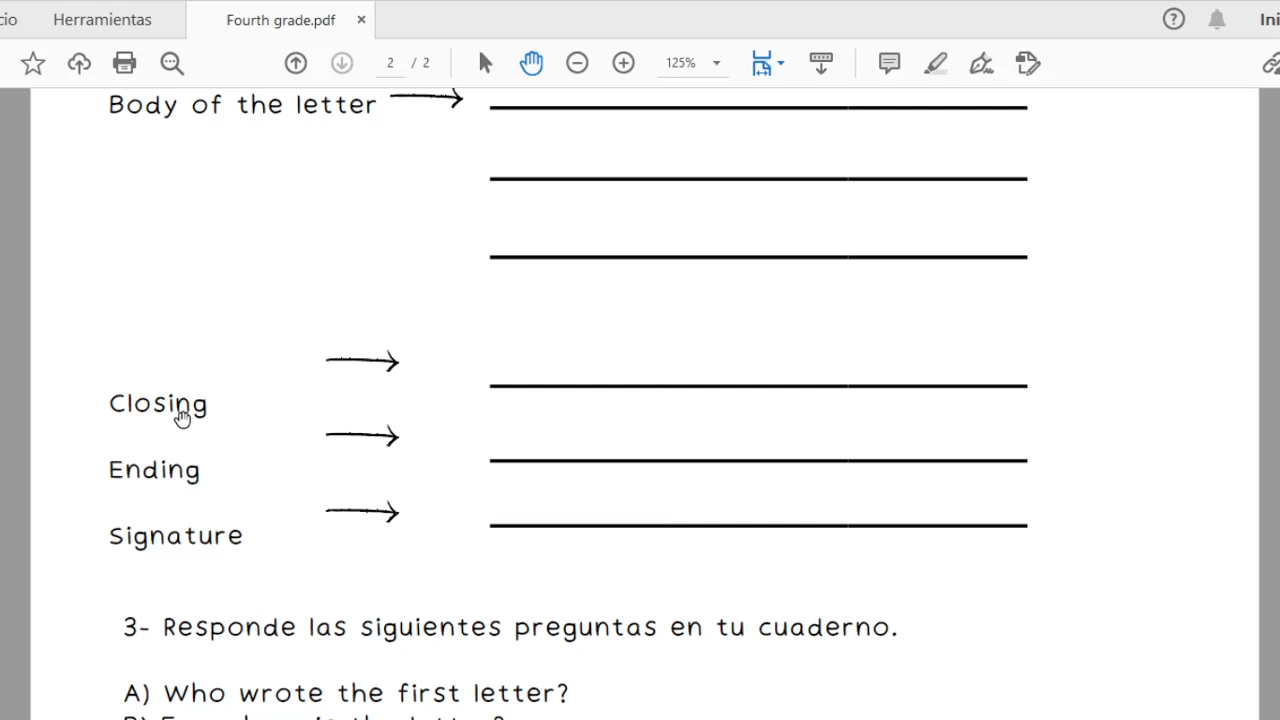 cio Herramientas Fourth grade.pdf × ? Ini
2 / 2 125%
Body of the letter
Closing
Ending
Signature
3- Responde las siguientes preguntas en tu cuaderno.
A) Who wrote the first letter?